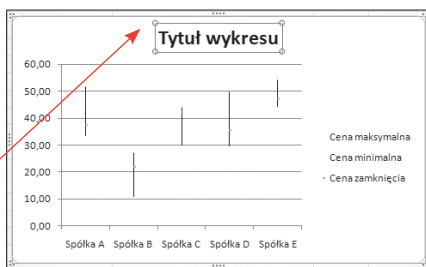 Tytuł wykresu
60,00
50,00
40,00
30,00
20,00
10,00
0,00
Spółka A Spółka B Spółka C Spółka D Spółka E
Cena maksymalna
Cena minimalna
Cena zamknięcia